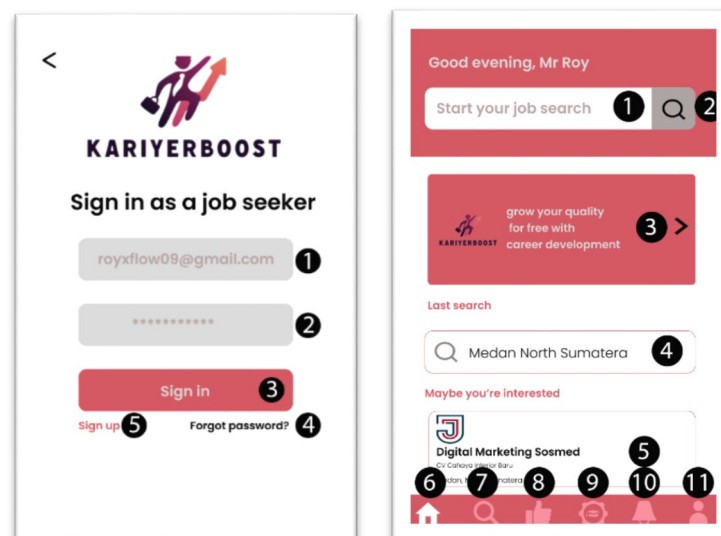 <
KARIYERBOOST
Sign in as a job seeker
royxflow09@gmail.com 1
*********** 2
Sign in 3
Sign up 5 Forgot password? 4
Good evening, Mr Roy
Start your job search 1 2
grow your quality
for free with
career development
KARIYERBOOST
3 >
Last search
Medan North Sumatera 4
Maybe you're interested
Digital Marketing Sosmed
CV Cahaya Interior Baru
5
6 7 8 9 10 11